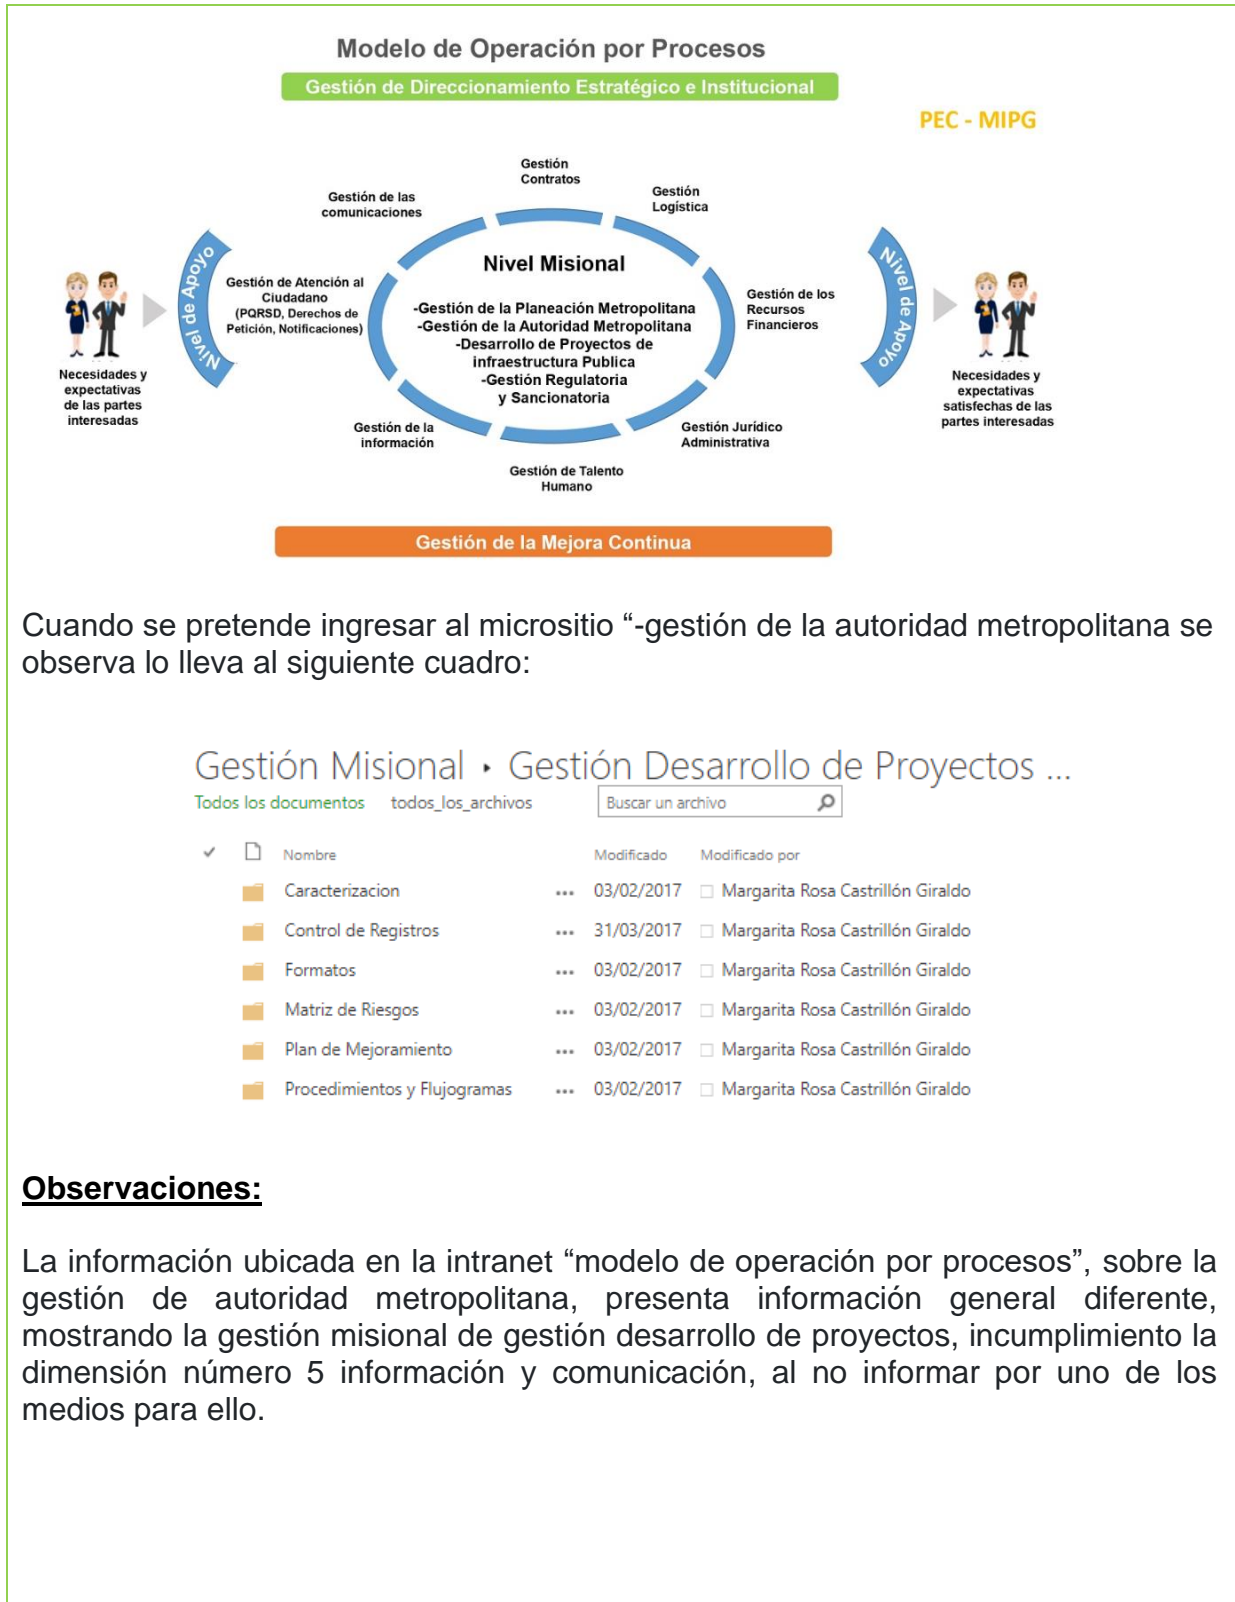 Modelo de Operación por Procesos
Gestión de Direccionamiento Estratégico e Institucional
PEC - MIPG
Gestión
Contratos
Gestión de las
comunicaciones
Gestión
Logística
Nivel de Apoyo
Gestión de Atención al
Ciudadano
(PQRSD, Derechos de
Petición, Notificaciones)
Nivel Misional
-Gestión de la Planeación Metropolitana
-Gestión de la Autoridad Metropolitana
-Desarrollo de Proyectos de
infraestructura Publica
-Gestión Regulatoria
y Sancionatoria
Gestión de los
Recursos
Financieros
Nivel de Apoyo
Necesidades y
expectativas
de las partes
interesadas
Necesidades y
expectativas
satisfechas de las
partes interesadas
Gestión de la
información
Gestión Jurídico
Administrativa
Gestión de Talento
Humano
Gestión de la Mejora Continua
Cuando se pretende ingresar al micrositio “-gestión de la autoridad metropolitana se
observa lo lleva al siguiente cuadro:
Gestión Misional ▸ Gestión Desarrollo de Proyectos ...
Todos los documentos todos_los_archivos Buscar un archivo
Nombre Modificado Modificado por
Caracterizacion ... 03/02/2017 Margarita Rosa Castrillón Giraldo
Control de Registros ... 31/03/2017 Margarita Rosa Castrillón Giraldo
Formatos ... 03/02/2017 Margarita Rosa Castrillón Giraldo
Matriz de Riesgos ... 03/02/2017 Margarita Rosa Castrillón Giraldo
Plan de Mejoramiento ... 03/02/2017 Margarita Rosa Castrillón Giraldo
Procedimientos y Flujogramas ... 03/02/2017 Margarita Rosa Castrillón Giraldo
Observaciones:
La información ubicada en la intranet “modelo de operación por procesos”, sobre la
gestión de autoridad metropolitana, presenta información general diferente,
mostrando la gestión misional de gestión desarrollo de proyectos, incumplimiento la
dimensión número 5 información y comunicación, al no informar por uno de los
medios para ello.